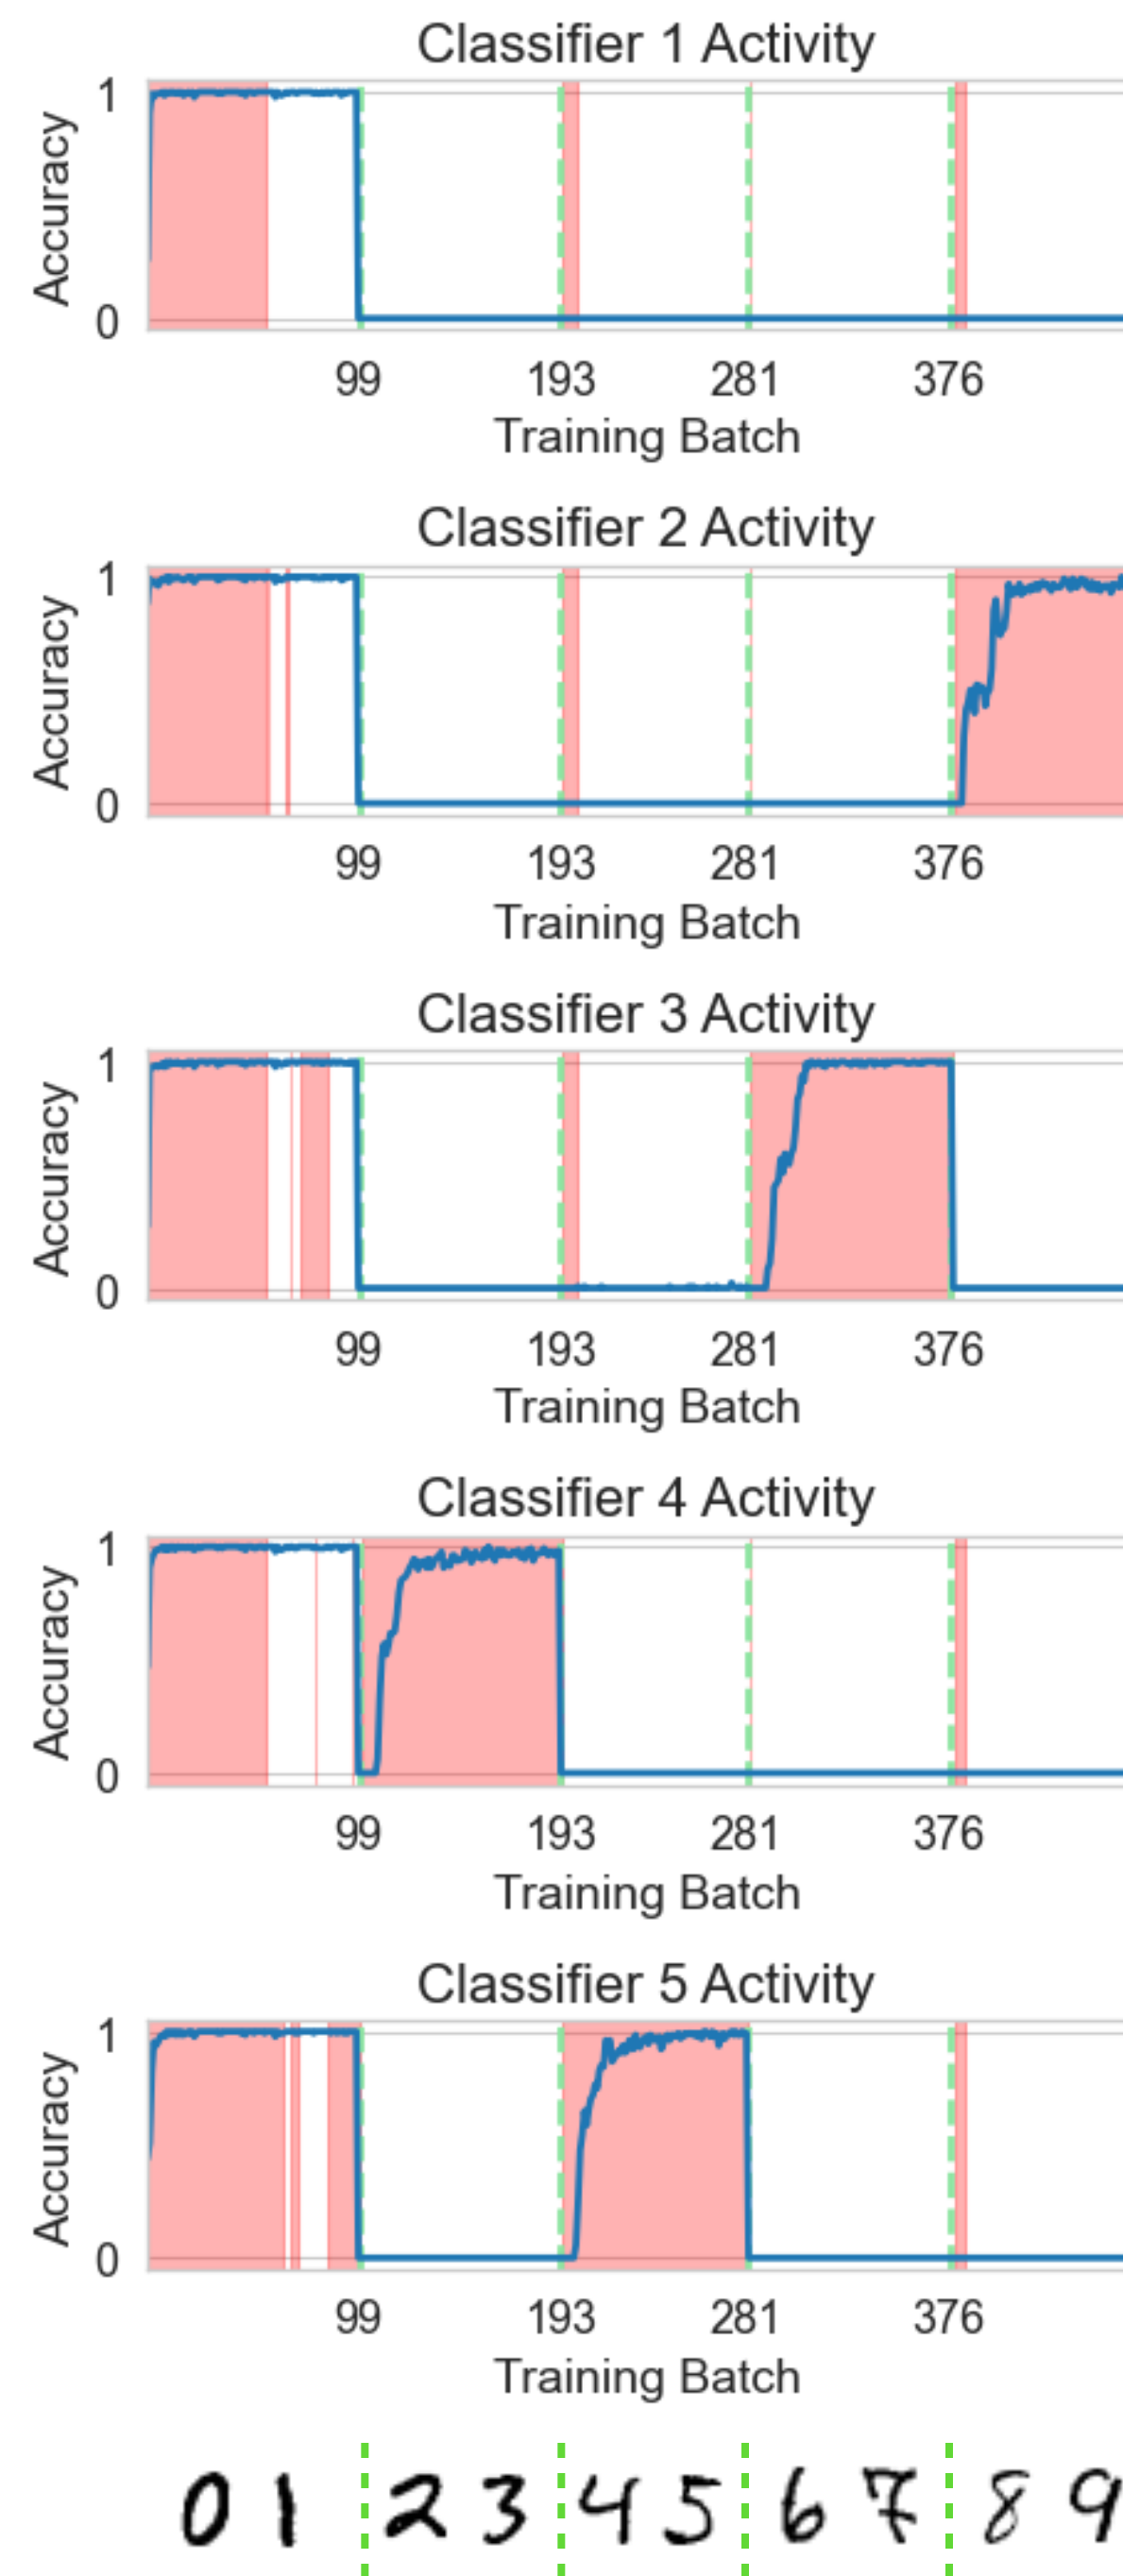 Classifier 1 Activity
1
Accuracy
0
99 193 281 376
Training Batch
Classifier 2 Activity
1
Accuracy
0
99 193 281 376
Training Batch
Classifier 3 Activity
1
Accuracy
0
99 193 281 376
Training Batch
Classifier 4 Activity
1
Accuracy
0
99 193 281 376
Training Batch
Classifier 5 Activity
1
Accuracy
0
99 193 281 376
Training Batch
0 1 2 3 4 5 6 7 8 9